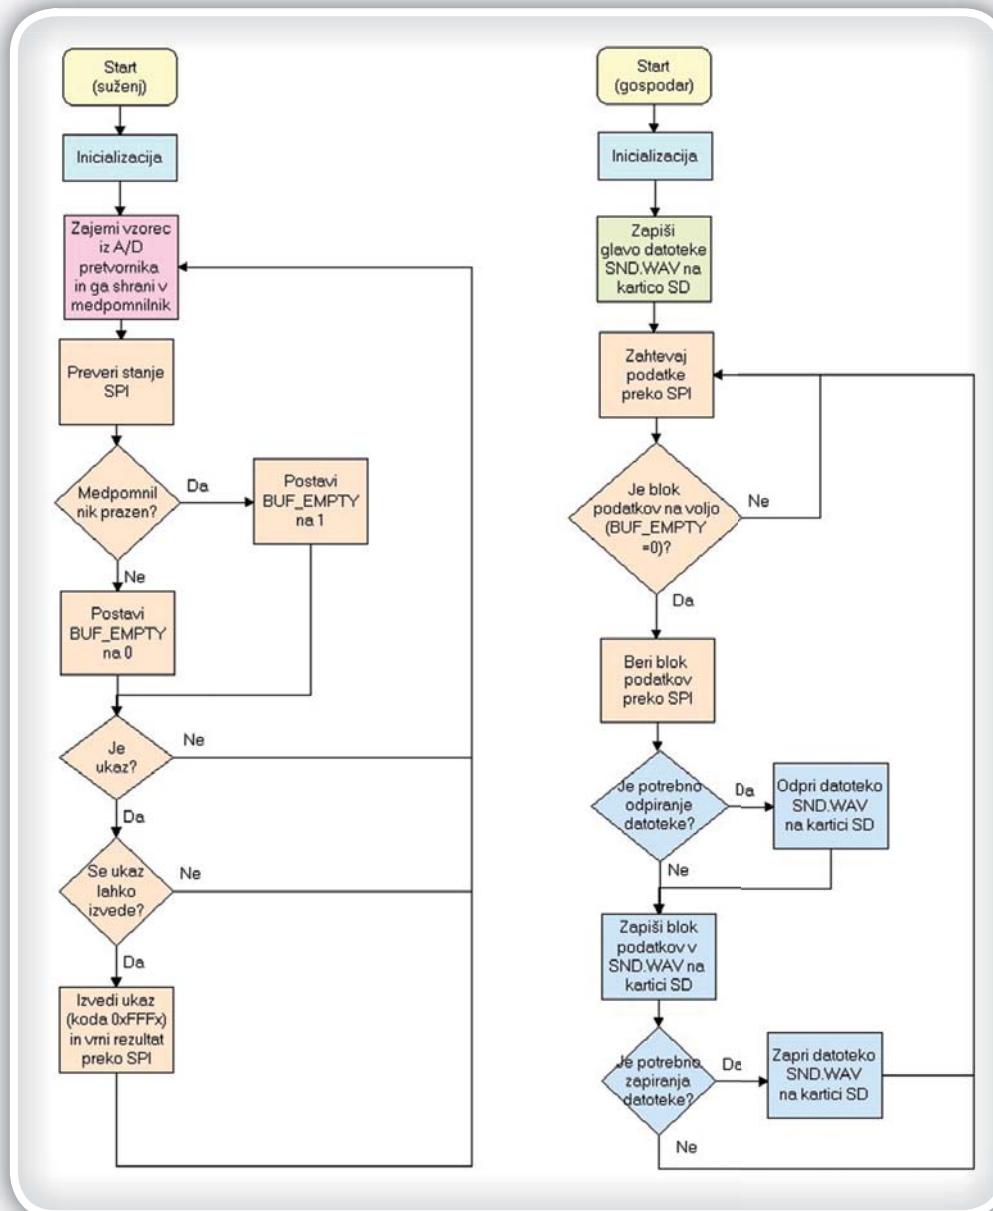 Start
(suženj)
Inicializacija
Zajemi vzorec
iz A/D
pretvornika
in ga shrani v
medpomnilnik
Preveri stanje
SPI
Medpomnil
nik prazen?
Da
Postavi
BUF_EMPTY
na 1
Ne
Postavi
BUF_EMPTY
na 0
Je
ukaz?
Ne
Da
Se ukaz
lahko
izvede?
Ne
Da
Izvedi ukaz
(koda 0xFFFx)
in vrni rezultat
preko SPI
Start
(gospodar)
Inicializacija
Zapiši
glavo datoteke
SND.WAV na
kartico SD
Zahtevaj
podatke
preko SPI
Je blok
podatkov na voljo
(BUF_EMPTY
=0)?
Ne
Da
Beri blok
podatkov
preko SPI
Je potrebno
odpiranje
datoteke?
Da
Odpri datoteko
SND.WAV
na kartici SD
Ne
Zapiši blok
podatkov v
SND.WAV na
kartici SD
Je potrebno
zapiranja
datoteke?
Da
Zapri datoteko
SND.WAV
na kartici SD
Ne